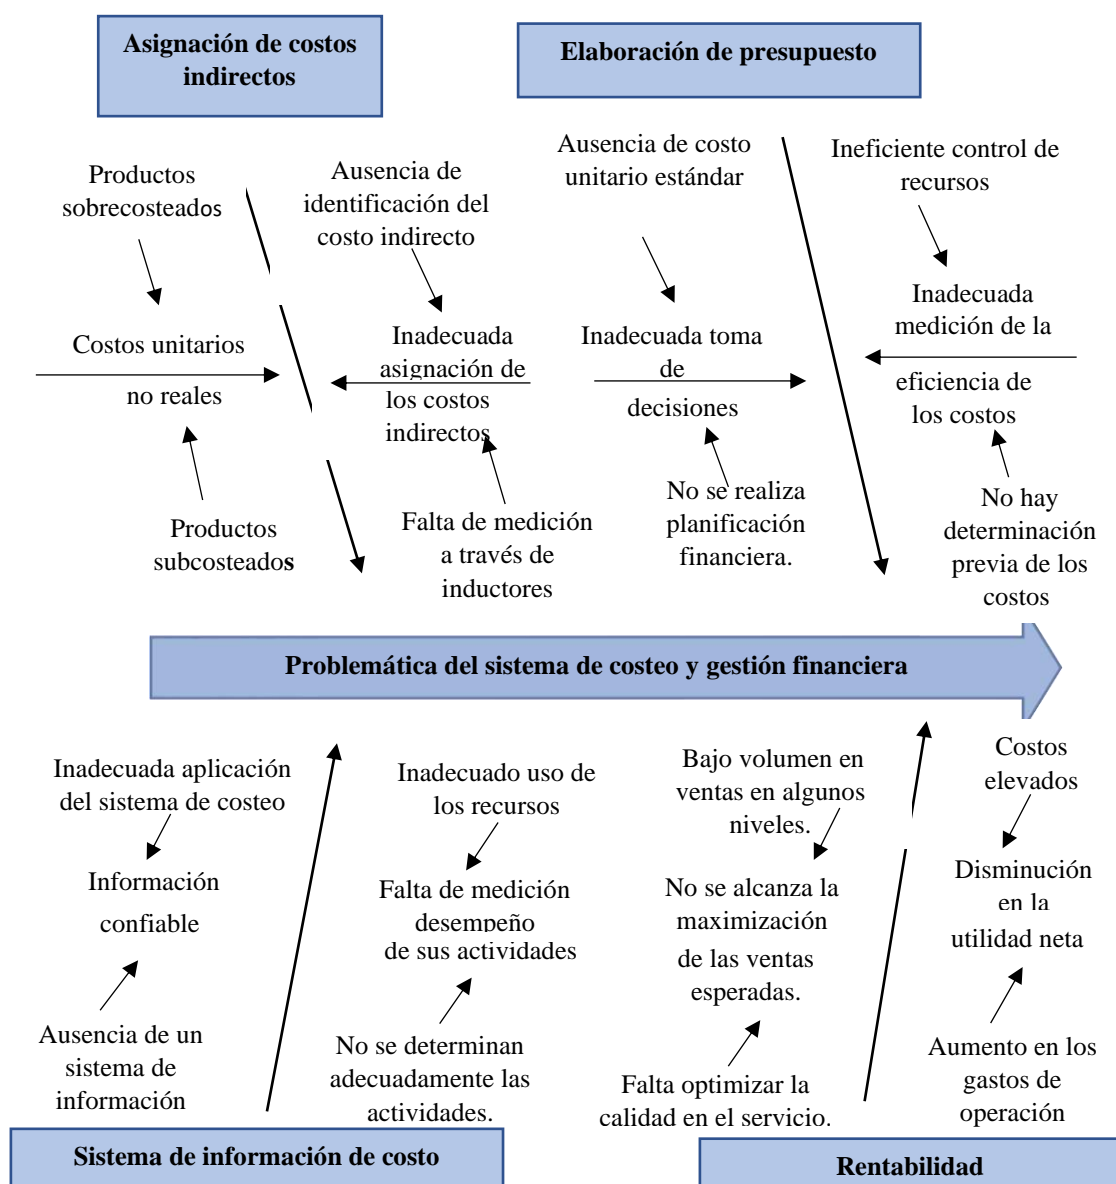 Asignación de costos
indirectos
Elaboración de presupuesto
Productos
sobrecosteados
Ausencia de
identificación del
costo indirecto
Ausencia de costo
unitario estándar
Ineficiente control de
recursos
Costos unitarios
no reales
Inadecuada
asignación de
los costos
indirectos
Inadecuada toma
de
decisiones
Inadecuada
medición de la
eficiencia de
los costos
Productos
subcosteados
Falta de medición
a través de
inductores
No se realiza
planificación
financiera.
No hay
determinación
previa de los
costos
Problemática del sistema de costeo y gestión financiera
Inadecuada aplicación
del sistema de costeo
Inadecuado uso de
los recursos
Bajo volumen en
ventas en algunos
niveles.
Costos
elevados
Información
confiable
Falta de medición
desempeño
de sus actividades
No se alcanza la
maximización
de las ventas
esperadas.
Disminución
en la
utilidad neta
Ausencia de un
sistema de
información
No se determinan
adecuadamente las
actividades.
Falta optimizar la
calidad en el servicio.
Aumento en los
gastos de
operación
Sistema de información de costo
Rentabilidad